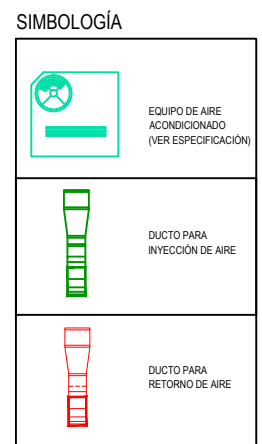 SIMBOLOGÍA
EQUIPO DE AIRE
ACONDICIONADO
(VER ESPECIFICACIÓN)
DUCTO PARA
INYECCIÓN DE AIRE
DUCTO PARA
RETORNO DE AIRE